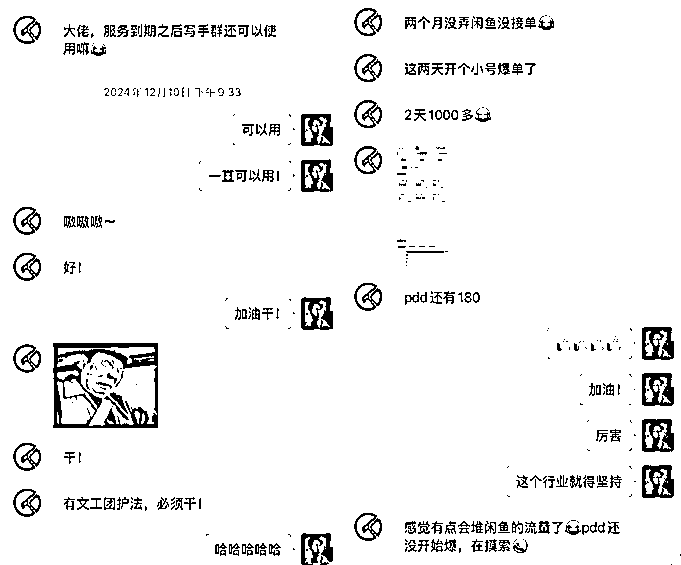 大佬，服务到期之后写手群还可以使
用嘛
2024年12月10日 下午9:33
可以用
一直可以用！
嗷嗷嗷～
好！
加油干！
干！
有文工团护法，必须干！
哈哈哈哈哈
两个月没弄闲鱼没接单
这两天开个小号爆单了
2天1000多
pdd还有180
加油！
厉害
这个行业就得坚持
感觉有点会堆闲鱼的流量了pdd还
没开始爆，在摸索